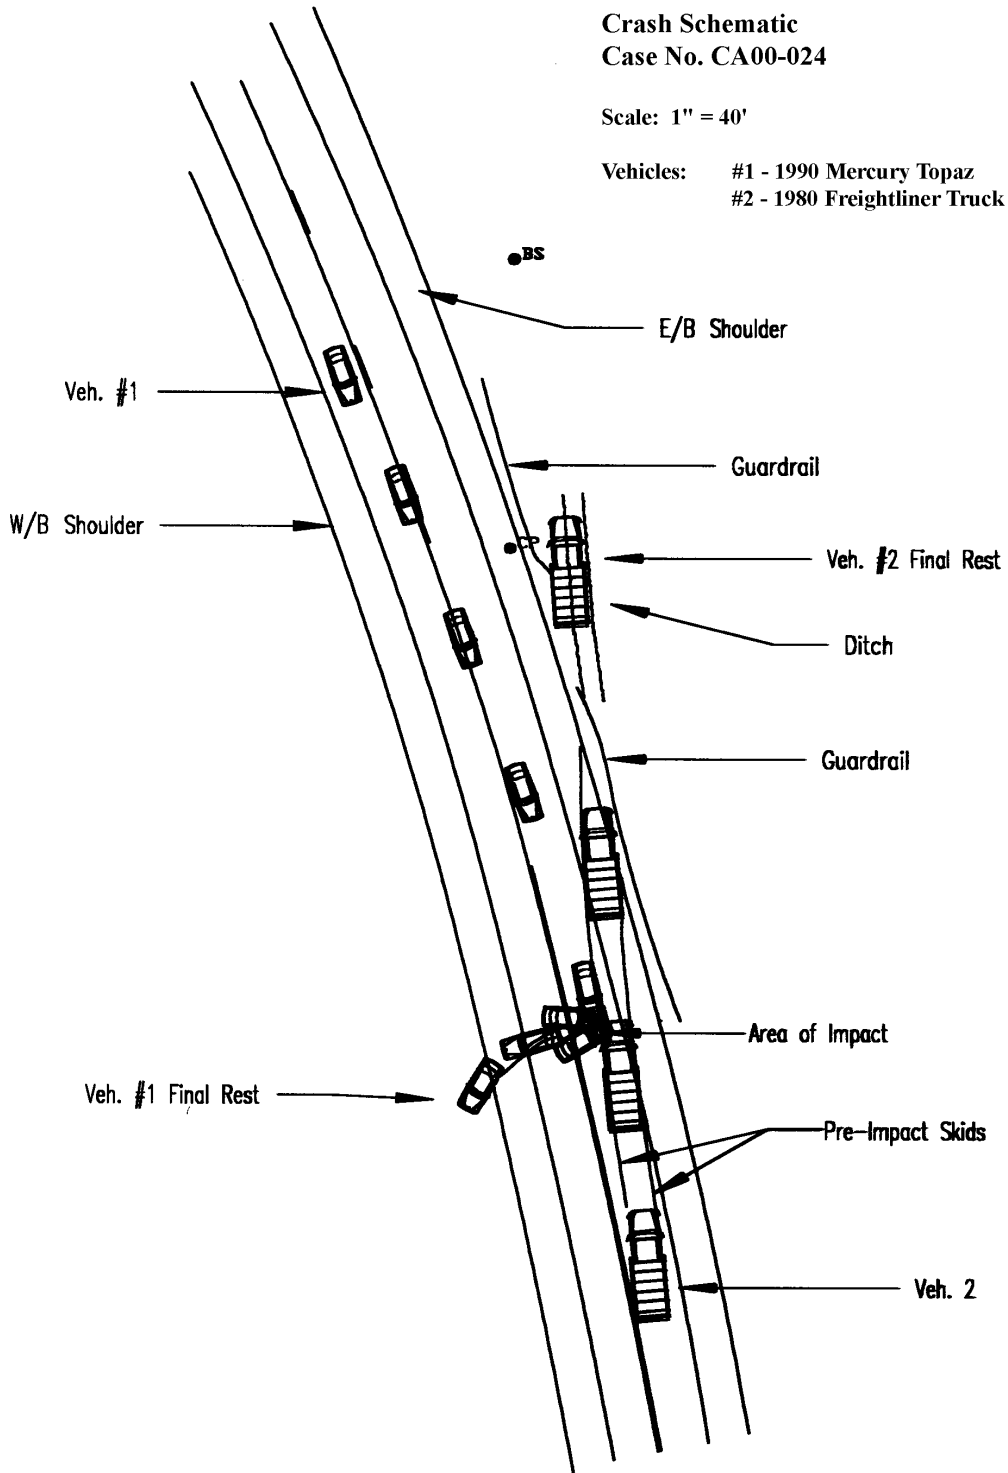 Crash Schematic
Case No. CA00-024
Scale: 1" = 40'
Vehicles: #1 - 1990 Mercury Topaz
#2 - 1980 Freightliner Truck
BS
E/B Shoulder
Veh. #1
Guardrail
W/B Shoulder
Veh. #2 Final Rest
Ditch
Guardrail
Area of Impact
Veh. #1 Final Rest
Pre-Impact Skids
Veh. 2